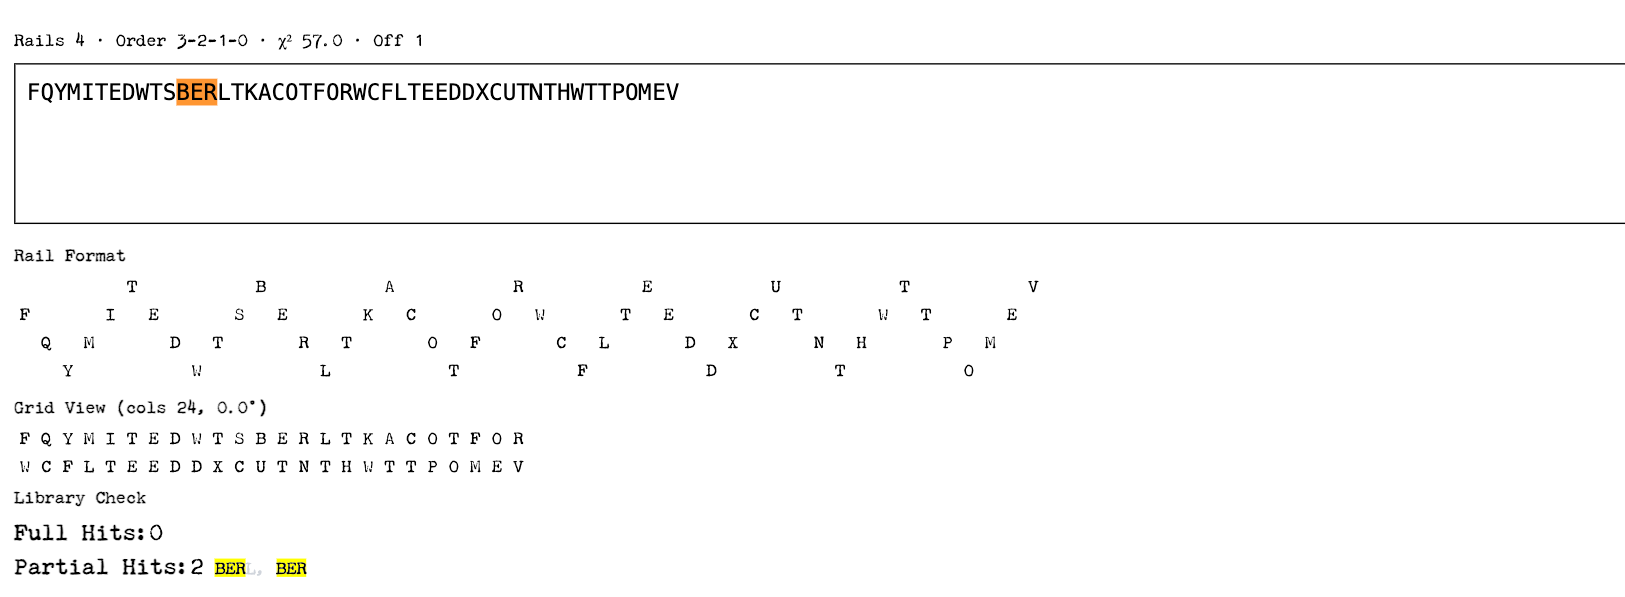 Rails 4 · Order 3-2-1-0 · χ² 57.0 · Off 1
FQYMITEDWTSBERLTKACOTFORWCFLTEEDDXCUTNTHWTTPOMEV
Rail Format
T B A R E U T V
F I E S E K C O W T E C T W T E
Q M D T R T O F C L D X N H P M
Y W L T F D T O
Grid View (cols 24, 0.0°)
F Q Y M I T E D W T S B E R L T K A C O T F O R
W C F L T E E D D X C U T N T H W T T P O M E V
Library Check
Full Hits:0
Partial Hits:2 BERL, BER